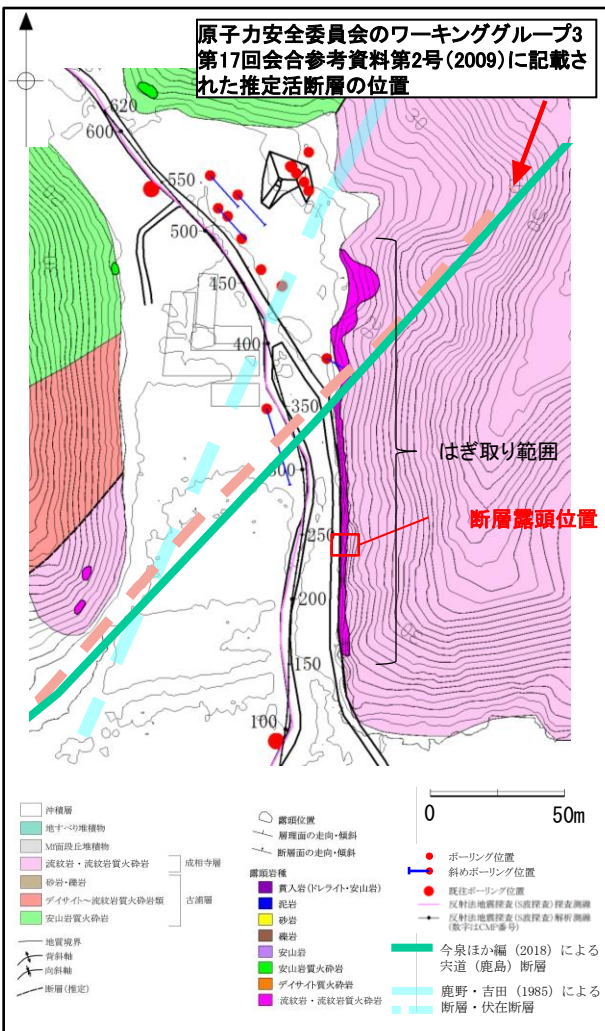 原子力安全委員会のワーキンググループ3
第17回会合参考資料第2号(2009)に記載さ
れた推定活断層の位置
620
600
550
500
450
400
350
300
250
200
150
100
はぎ取り範囲
断層露頭位置
0 50m
沖積層
地すべり堆積物
MI面段丘堆積物
流紋岩・流紋岩質火砕岩
成相寺層
砂岩・礫岩
デイサイト~流紋岩質火砕岩類
古浦層
安山岩質火砕岩
地質境界
背斜軸
向斜軸
断層(推定)
露頭位置
層理面の走向・傾斜
断層面の走向・傾斜
露頭岩種
貫入岩(ドレライト・安山岩)
泥岩
砂岩
礫岩
安山岩
安山岩質火砕岩
デイサイト質火砕岩
流紋岩・流紋岩質火砕岩
ボーリング位置
斜めボーリング位置
既往ボーリング位置
反射法地震探査(S波探査)探査測線
反射法地震探査(S波探査)解析測線
(数字はCMP番号)
今泉ほか編(2018)による
宍道(鹿島)断層
鹿野・吉田(1985)による
断層・伏在断層